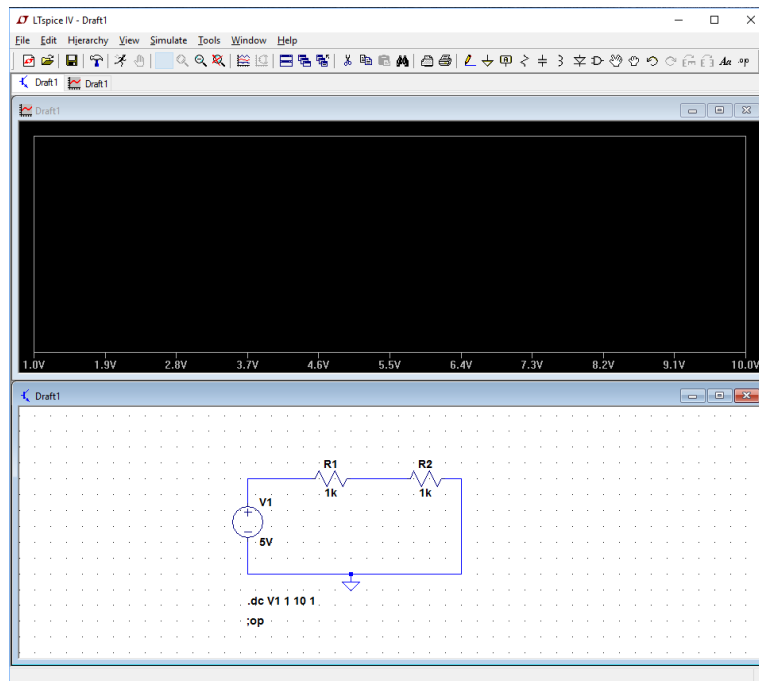 LTspice IV - Draft1
File Edit Hierarchy View Simulate Tools Window Help
Aa .op
Draft1 Draft1
Draft1
1.0V 1.9V 2.8V 3.7V 4.6V 5.5V 6.4V 7.3V 8.2V 9.1V 10.0V
Draft1
R1 R2
1k 1k
V1
5V
.dc V1 1 10 1
;op